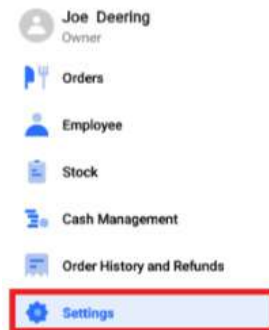 Joe Deering
Owner
Orders
Employee
Stock
Cash Management
Order History and Refunds
Settings